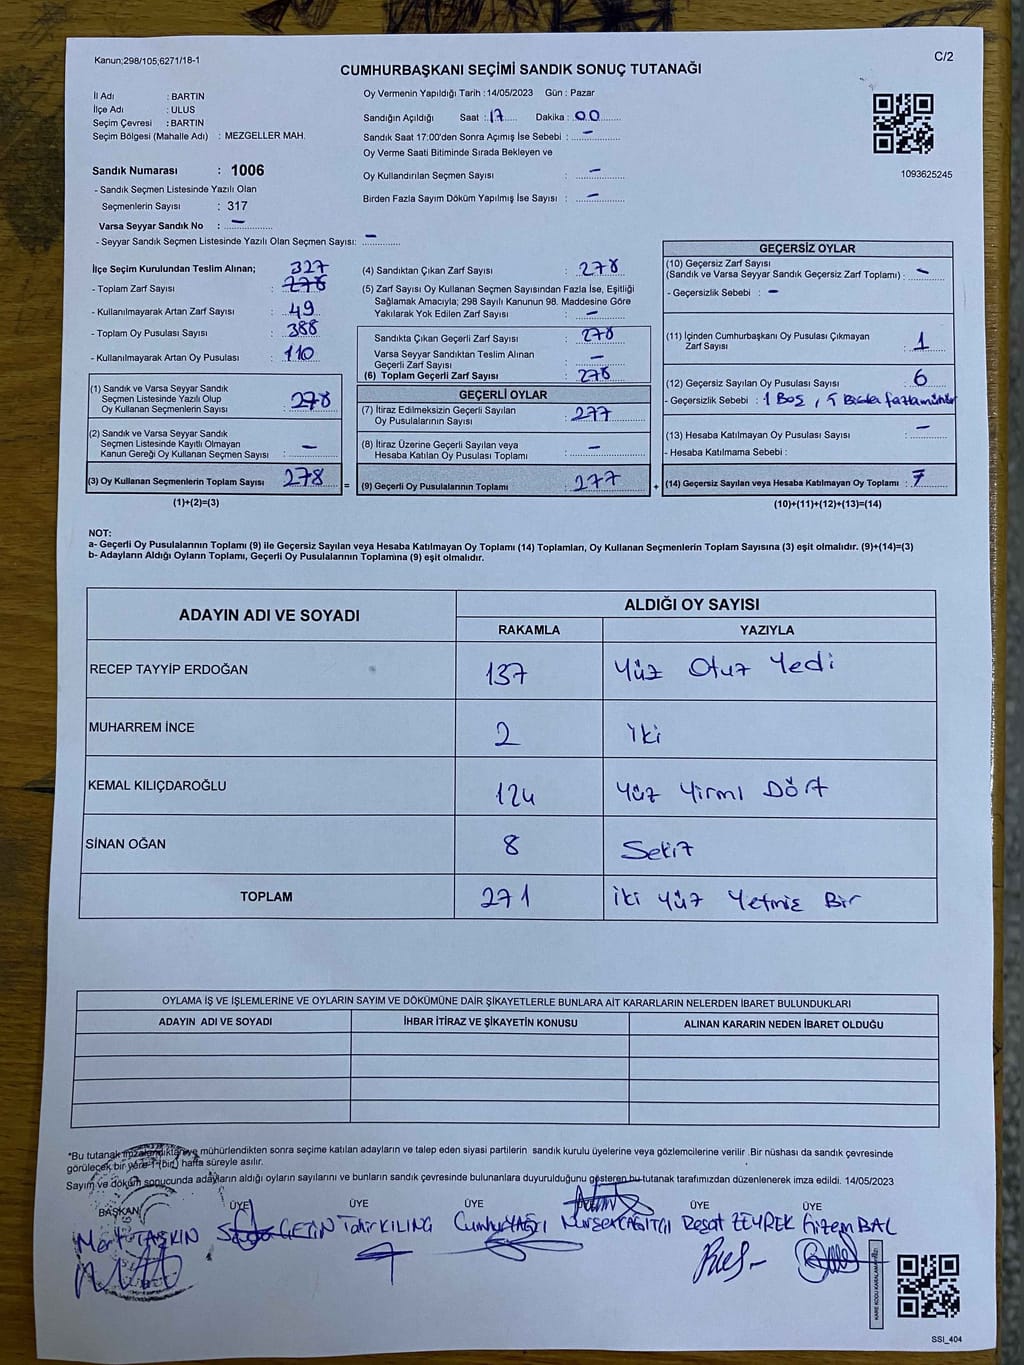 Kanun;298/105,6271/18-1
C/2
CUMHURBAŞKANI SEÇİMİ SANDIK SONUÇ TUTANAĞI
İl Adı : BARTIN
İlçe Adı : ULUS
Seçim Çevresi : BARTIN
Seçim Bölgesi (Mahalle Adı) : MEZGELLER MAH.
Sandık Numarası : 1006
- Sandık Seçmen Listesinde Yazılı Olan
Seçmenlerin Sayısı : 317
Varsa Seyyar Sandık No : –
- Seyyar Sandık Seçmen Listesinde Yazılı Olan Seçmen Sayısı: –
Oy Vermenin Yapıldığı Tarih :14/05/2023 Gün : Pazar
Sandığın Açıldığı Saat : 17 Dakika : 00
Sandık Saat 17:00'den Sonra Açımış İse Sebebi : –
Oy Verme Saati Bitiminde Sırada Bekleyen ve
Oy Kullandırılan Seçmen Sayısı : –
Birden Fazla Sayım Döküm Yapılmış İse Sayısı : –
1093625245
İlçe Seçim Kurulundan Teslim Alınan; 327
- Toplam Zarf Sayısı : 278
- Kullanılmayarak Artan Zarf Sayısı : 49
- Toplam Oy Pusulası Sayısı : 388
- Kullanılmayarak Artan Oy Pusulası : 110
(1) Sandık ve Varsa Seyyar Sandık
Seçmen Listesinde Yazılı Olup
Oy Kullanan Seçmenlerin Sayısı : 278
(2) Sandık ve Varsa Seyyar Sandık
Seçmen Listesinde Kayıtlı Olmayan
Kanun Gereği Oy Kullanan Seçmen Sayısı : –
(3) Oy Kullanan Seçmenlerin Toplam Sayısı : 278 =
(1)+(2)=(3)
(4) Sandıktan Çıkan Zarf Sayısı : 278
(5) Zarf Sayısı Oy Kullanan Seçmen Sayısından Fazla İse, Eşitliği
Sağlamak Amacıyla; 298 Sayılı Kanunun 98. Maddesine Göre
Yakılarak Yok Edilen Zarf Sayısı : –
Sandıkta Çıkan Geçerli Zarf Sayısı : 278
Varsa Seyyar Sandıktan Teslim Alınan
Geçerli Zarf Sayısı : –
(6) Toplam Geçerli Zarf Sayısı : 278
GEÇERLİ OYLAR
(7) İtiraz Edilmeksizin Geçerli Sayılan
Oy Pusulalarının Sayısı : 277
(8) İtiraz Üzerine Geçerli Sayılan veya
Hesaba Katılan Oy Pusulası Toplamı : –
(9) Geçerli Oy Pusulalarının Toplamı : 277 +
GEÇERSİZ OYLAR
(10) Geçersiz Zarf Sayısı
(Sandık ve Varsa Seyyar Sandık Geçersiz Zarf Toplamı) : –
- Geçersizlik Sebebi : –
(11) İçinden Cumhurbaşkanı Oy Pusulası Çıkmayan
Zarf Sayısı : 1
(12) Geçersiz Sayılan Oy Pusulası Sayısı : 6
- Geçersizlik Sebebi : 1 Boş , 5 Birden fazla mühür
(13) Hesaba Katılmayan Oy Pusulası Sayısı : –
- Hesaba Katılmama Sebebi :
(14) Geçersiz Sayılan veya Hesaba Katılmayan Oy Toplamı : 7
(10)+(11)+(12)+(13)=(14)
NOT:
a- Geçerli Oy Pusulalarının Toplamı (9) ile Geçersiz Sayılan veya Hesaba Katılmayan Oy Toplamı (14) Toplamları, Oy Kullanan Seçmenlerin Toplam Sayısına (3) eşit olmalıdır. (9)+(14)=(3)
b- Adayların Aldığı Oyların Toplamı, Geçerli Oy Pusulalarının Toplamına (9) eşit olmalıdır.
ADAYIN ADI VE SOYADI ALDIĞI OY SAYISI
RAKAMLA YAZIYLA
RECEP TAYYİP ERDOĞAN 137 Yüz Otuz Yedi
MUHARREM İNCE 2 İki
KEMAL KILIÇDAROĞLU 124 Yüz Yirmi Dört
SİNAN OĞAN 8 Sekiz
TOPLAM 271 İki Yüz Yetmiş Bir
OYLAMA İŞ VE İŞLEMLERİNE VE OYLARIN SAYIM VE DÖKÜMÜNE DAİR ŞİKAYETLERLE BUNLARA AİT KARARLARIN NELERDEN İBARET BULUNDUKLARI
ADAYIN ADI VE SOYADI İHBAR İTİRAZ VE ŞİKAYETİN KONUSU ALINAN KARARIN NEDEN İBARET OLDUĞU
*Bu tutanak imzalandıktan ve mühürlendikten sonra seçime katılan adayların ve talep eden siyasi partilerin sandık kurulu üyelerine veya gözlemcilerine verilir .Bir nüshası da sandık çevresinde
görülecek bir yere 1 (bir) hafta süreyle asılır.
Sayım ve döküm sonucunda adayların aldığı oyların sayılarını ve bunların sandık çevresinde bulunanlara duyurulduğunu gösteren bu tutanak tarafımızdan düzenlenerek imza edildi. 14/05/2023
BAŞKAN ÜYE ÜYE ÜYE ÜYE ÜYE
Mert TAŞKIN ÇETİN Tahir KILINÇ Cumhur YAĞCI Reşat ZEYREK Gizem BAL
KARE KODU KARALAMAYINIZ!
SSI_404